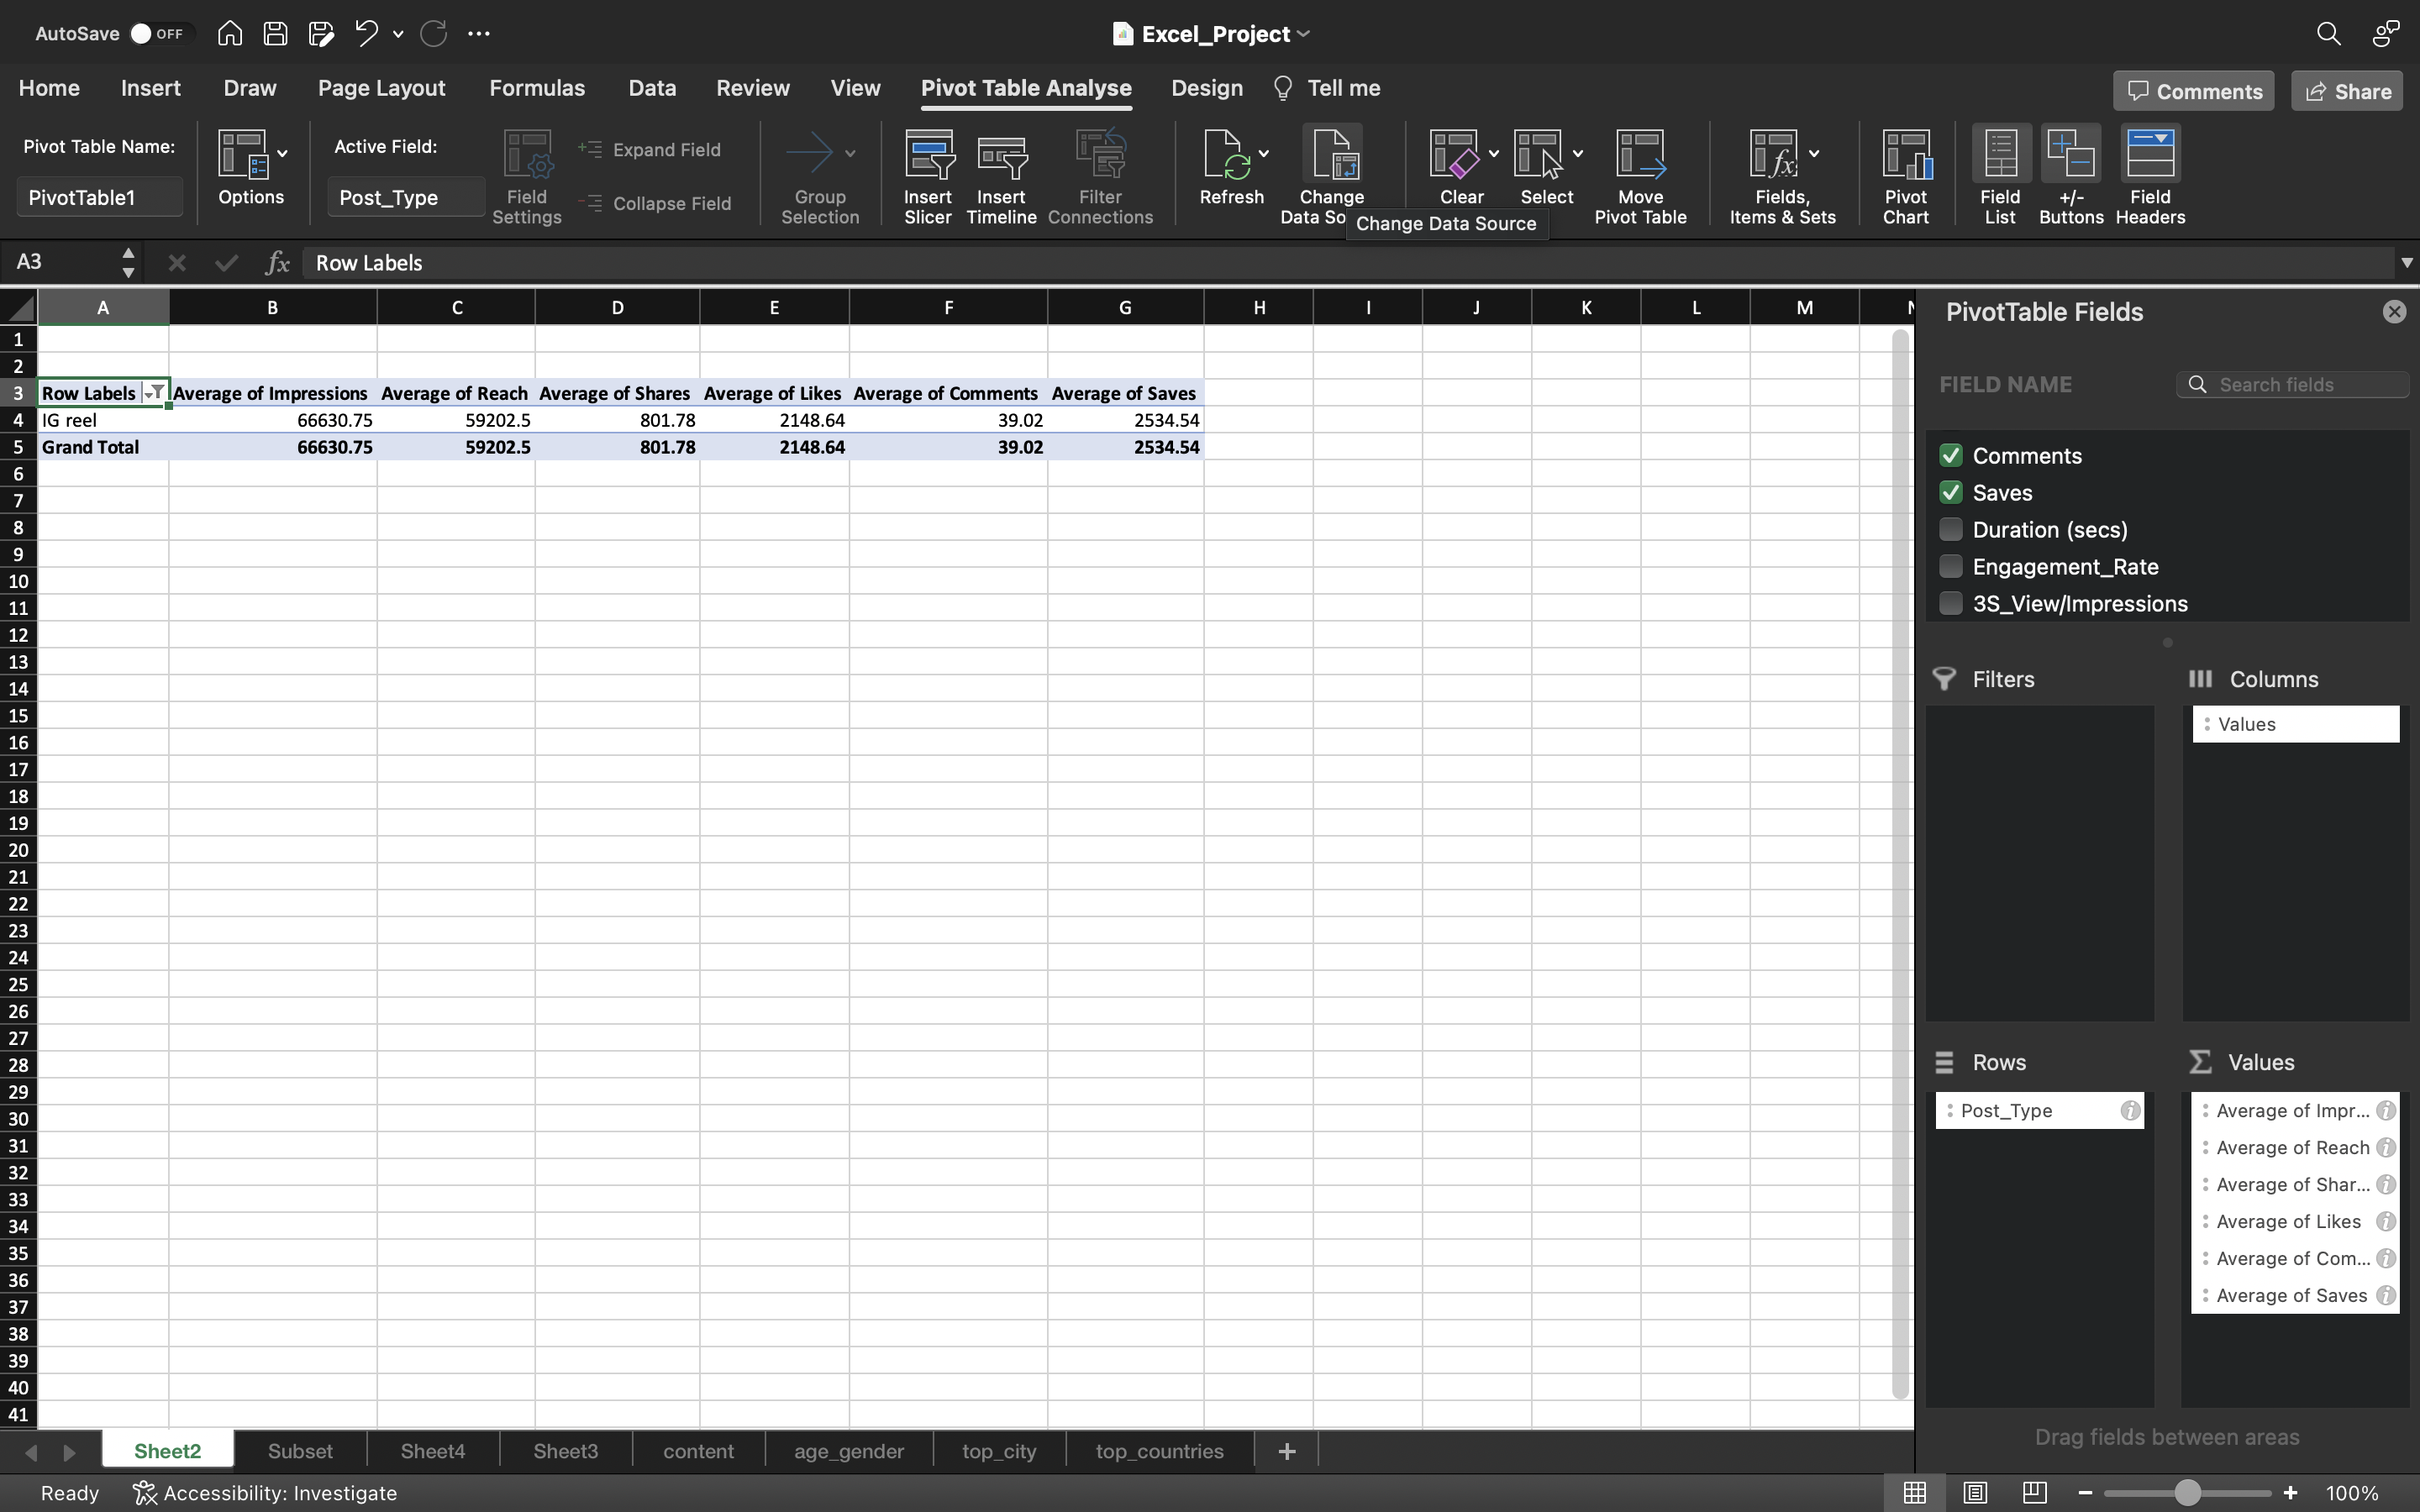 AutoSave OFF Excel_Project
Home Insert Draw Page Layout Formulas Data Review View Pivot Table Analyse Design Tell me Comments Share
Pivot Table Name:
PivotTable1
Options
Active Field:
Post_Type
Field
Settings
Expand Field
Collapse Field
Group
Selection
Insert
Slicer
Insert
Timeline
Filter
Connections
Refresh
Change
Data So
Change Data Source
Clear
Select
Move
Pivot Table
Fields,
Items & Sets
Pivot
Chart
Field
List
+/-
Buttons
Field
Headers
A3 fx Row Labels
A B C D E F G H I J K L M N
1
2
3 Row Labels Average of Impressions Average of Reach Average of Shares Average of Likes Average of Comments Average of Saves
4 IG reel 66630.75 59202.5 801.78 2148.64 39.02 2534.54
5 Grand Total 66630.75 59202.5 801.78 2148.64 39.02 2534.54
6
7
8
9
10
11
12
13
14
15
16
17
18
19
20
21
22
23
24
25
26
27
28
29
30
31
32
33
34
35
36
37
38
39
40
41
PivotTable Fields
FIELD NAME Search fields
Comments
Saves
Duration (secs)
Engagement_Rate
3S_View/Impressions
Filters
Columns
Values
Rows
Post_Type
Values
Average of Impr...
Average of Reach
Average of Shar...
Average of Likes
Average of Com...
Average of Saves
Drag fields between areas
Sheet2 Subset Sheet4 Sheet3 content age_gender top_city top_countries +
Ready Accessibility: Investigate − + 100%